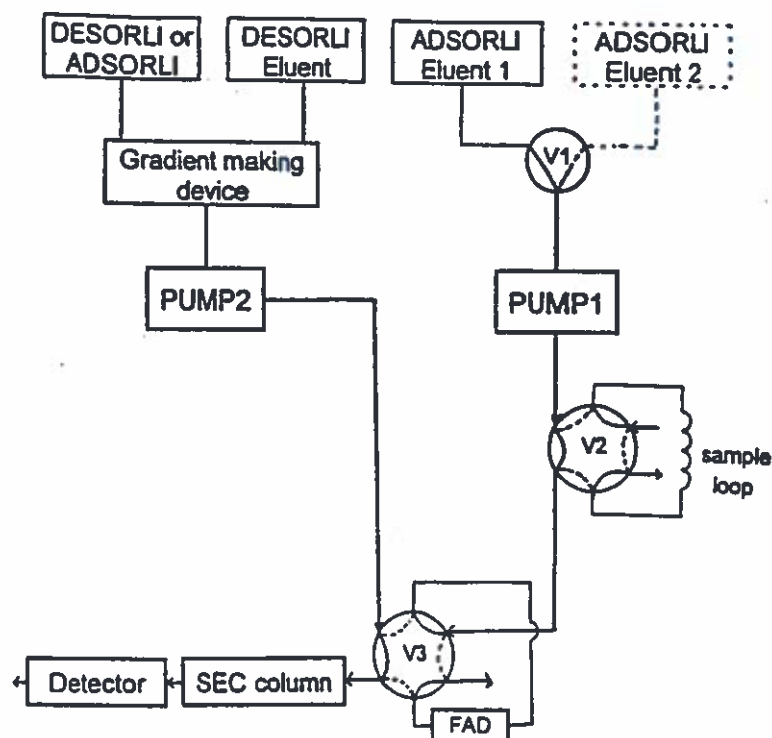 DESORLI or
ADSORLI
DESORLI
Eluent
ADSORLI
Eluent 1
ADSORLI
Eluent 2
Gradient making
device
V1
PUMP2
PUMP1
V2
sample
loop
V3
Detector
SEC column
FAD